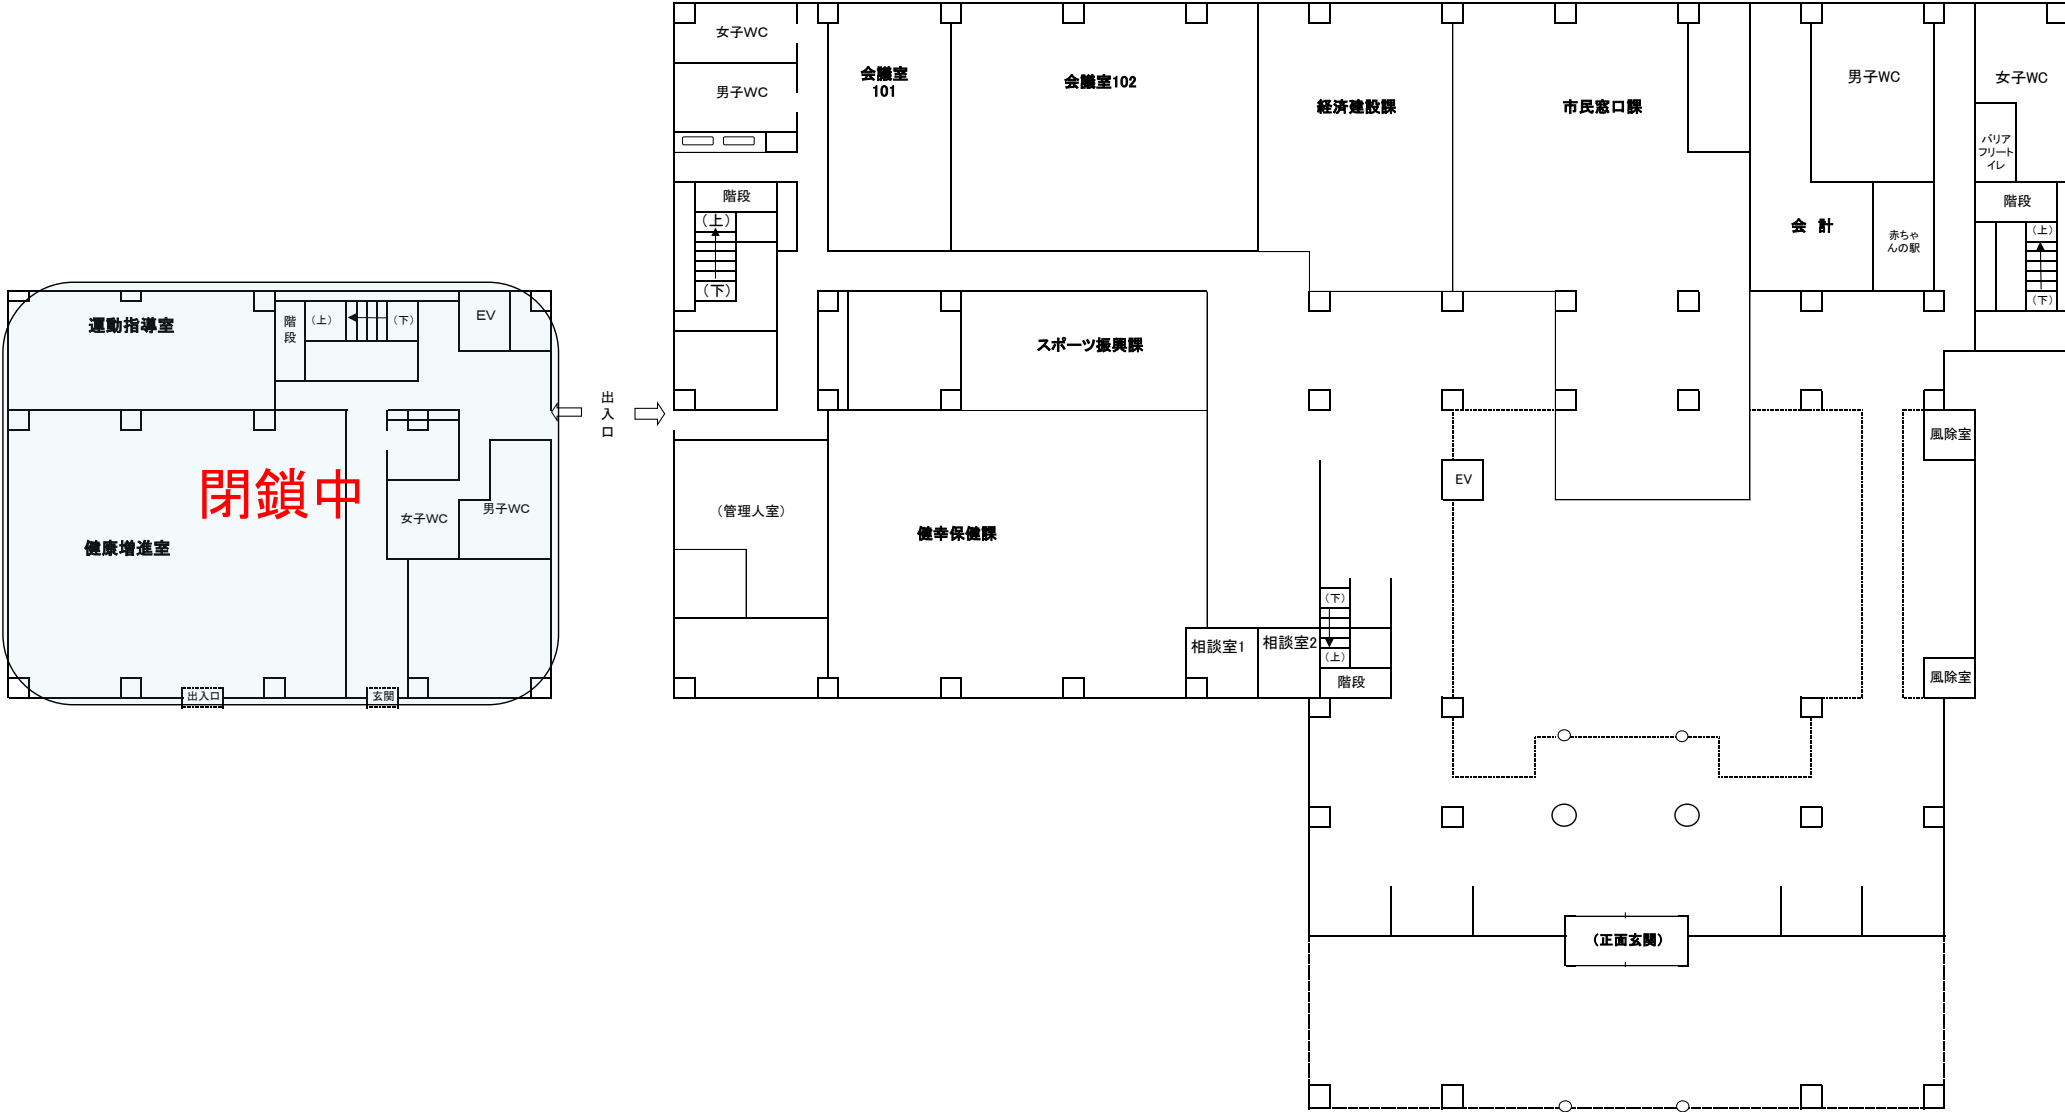 女子WC
男子WC
会議室
101
会議室102
経済建設課
市民窓口課
男子WC
女子WC
バリア
フリート
イレ
階段
(上)
(下)
会 計
赤ちゃ
んの駅
階段
(上)
(下)
運動指導室
階
段
(上)
(下)
EV
スポーツ振興課
出
入
口
閉鎖中
健康増進室
女子WC
男子WC
出入口
玄関
(管理人室)
健幸保健課
EV
風除室
(下)
(上)
階段
相談室1
相談室2
風除室
(正面玄関)